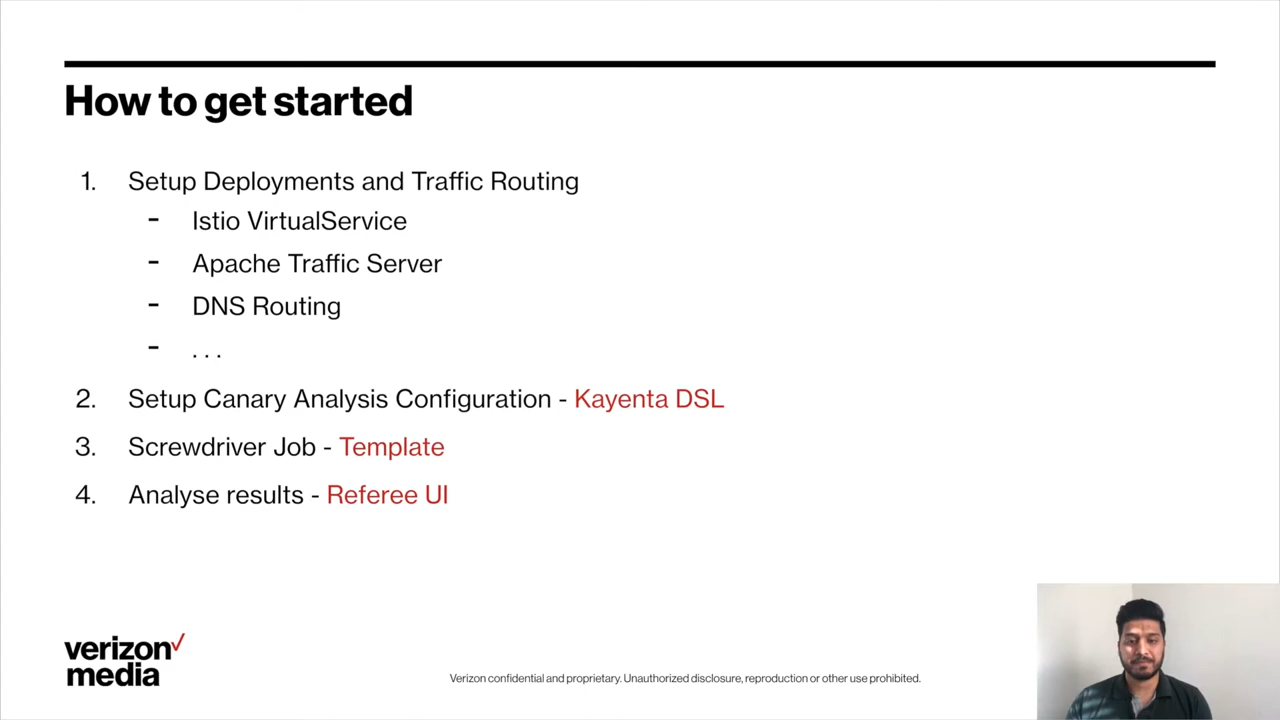 How to get started
1. Setup Deployments and Traffic Routing
- Istio VirtualService
- Apache Traffic Server
- DNS Routing
- . . .
2. Setup Canary Analysis Configuration - Kayenta DSL
3. Screwdriver Job - Template
4. Analyse results - Referee UI
verizon✓
media
Verizon confidential and proprietary. Unauthorized disclosure, reproduction or other use prohibited.